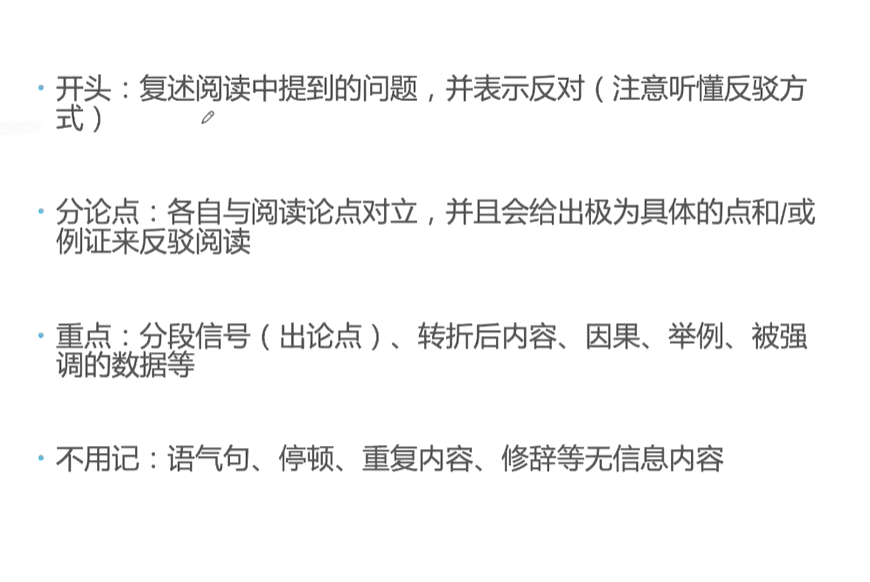 • 开头：复述阅读中提到的问题，并表示反对（注意听懂反驳方
式）
• 分论点：各自与阅读论点对立，并且会给出极为具体的点和/或
例证来反驳阅读
• 重点：分段信号（出论点）、转折后内容、因果、举例、被强
调的数据等
• 不用记：语气句、停顿、重复内容、修辞等无信息内容